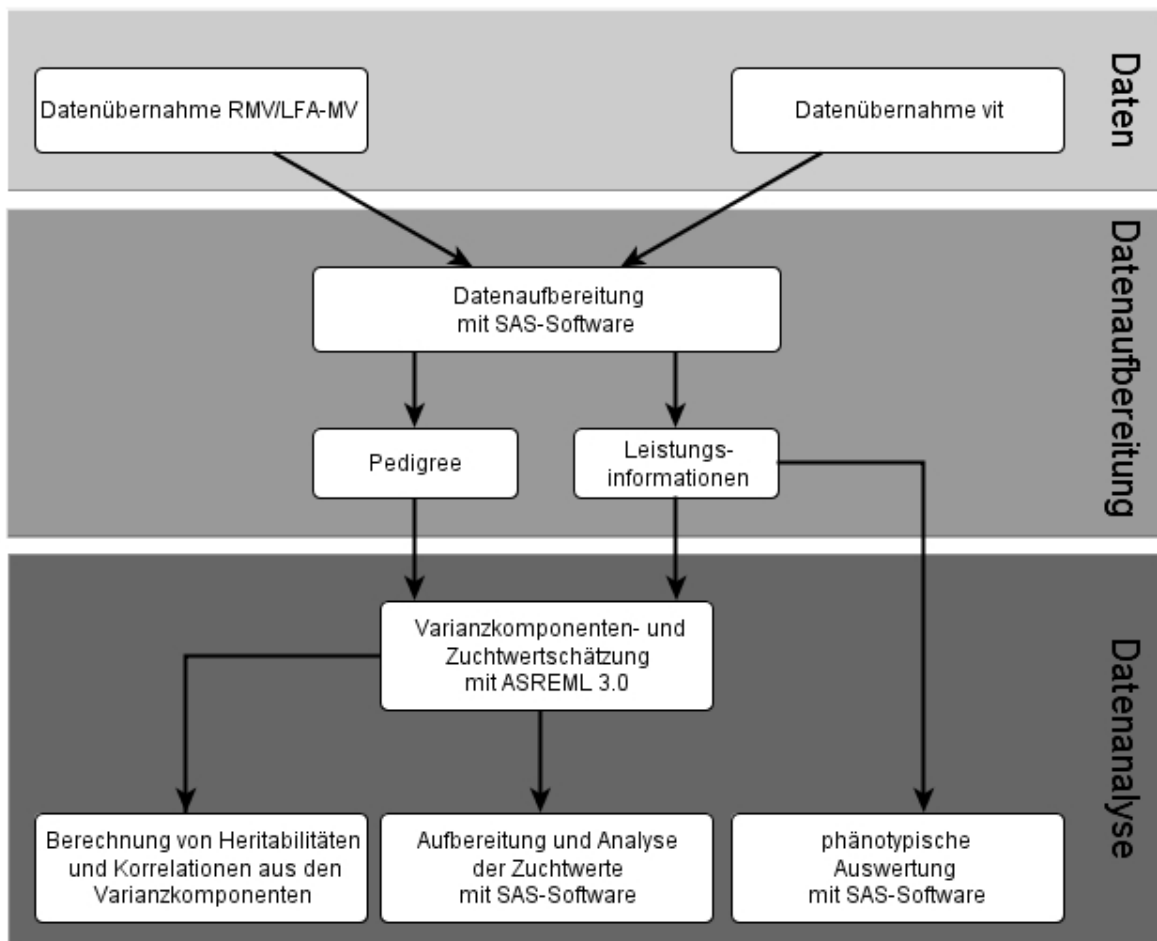 Daten
Datenübernahme RMV/LFA-MV
Datenübernahme vit
Datenaufbereitung
Datenaufbereitung
mit SAS-Software
Pedigree
Leistungs-
informationen
Datenanalyse
Varianzkomponenten- und
Zuchtwertschätzung
mit ASREML 3.0
Berechnung von Heritabilitäten
und Korrelationen aus den
Varianzkomponenten
Aufbereitung und Analyse
der Zuchtwerte
mit SAS-Software
phänotypische
Auswertung
mit SAS-Software